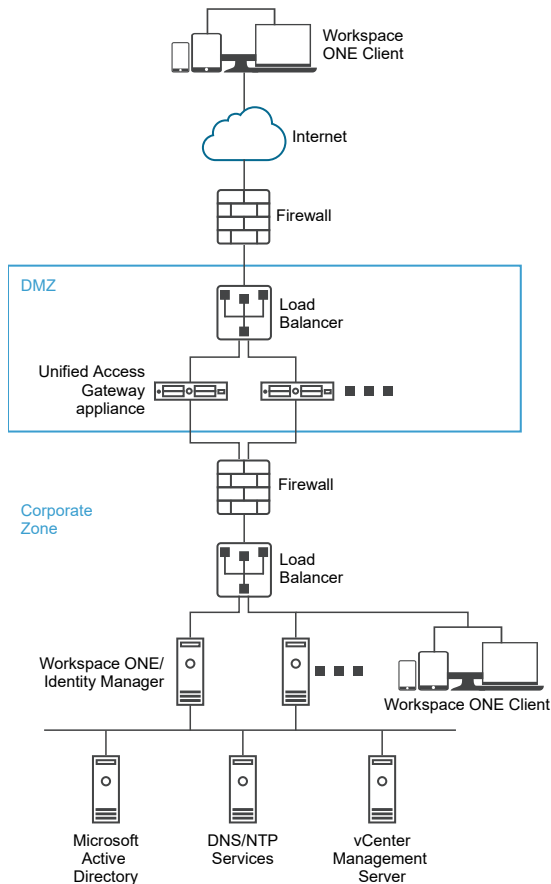 Workspace
ONE Client
Internet
Firewall
DMZ
Load
Balancer
Unified Access
Gateway
appliance
Firewall
Corporate
Zone
Load
Balancer
Workspace ONE/
Identity Manager
Workspace ONE Client
Microsoft
Active
Directory
DNS/NTP
Services
vCenter
Management
Server